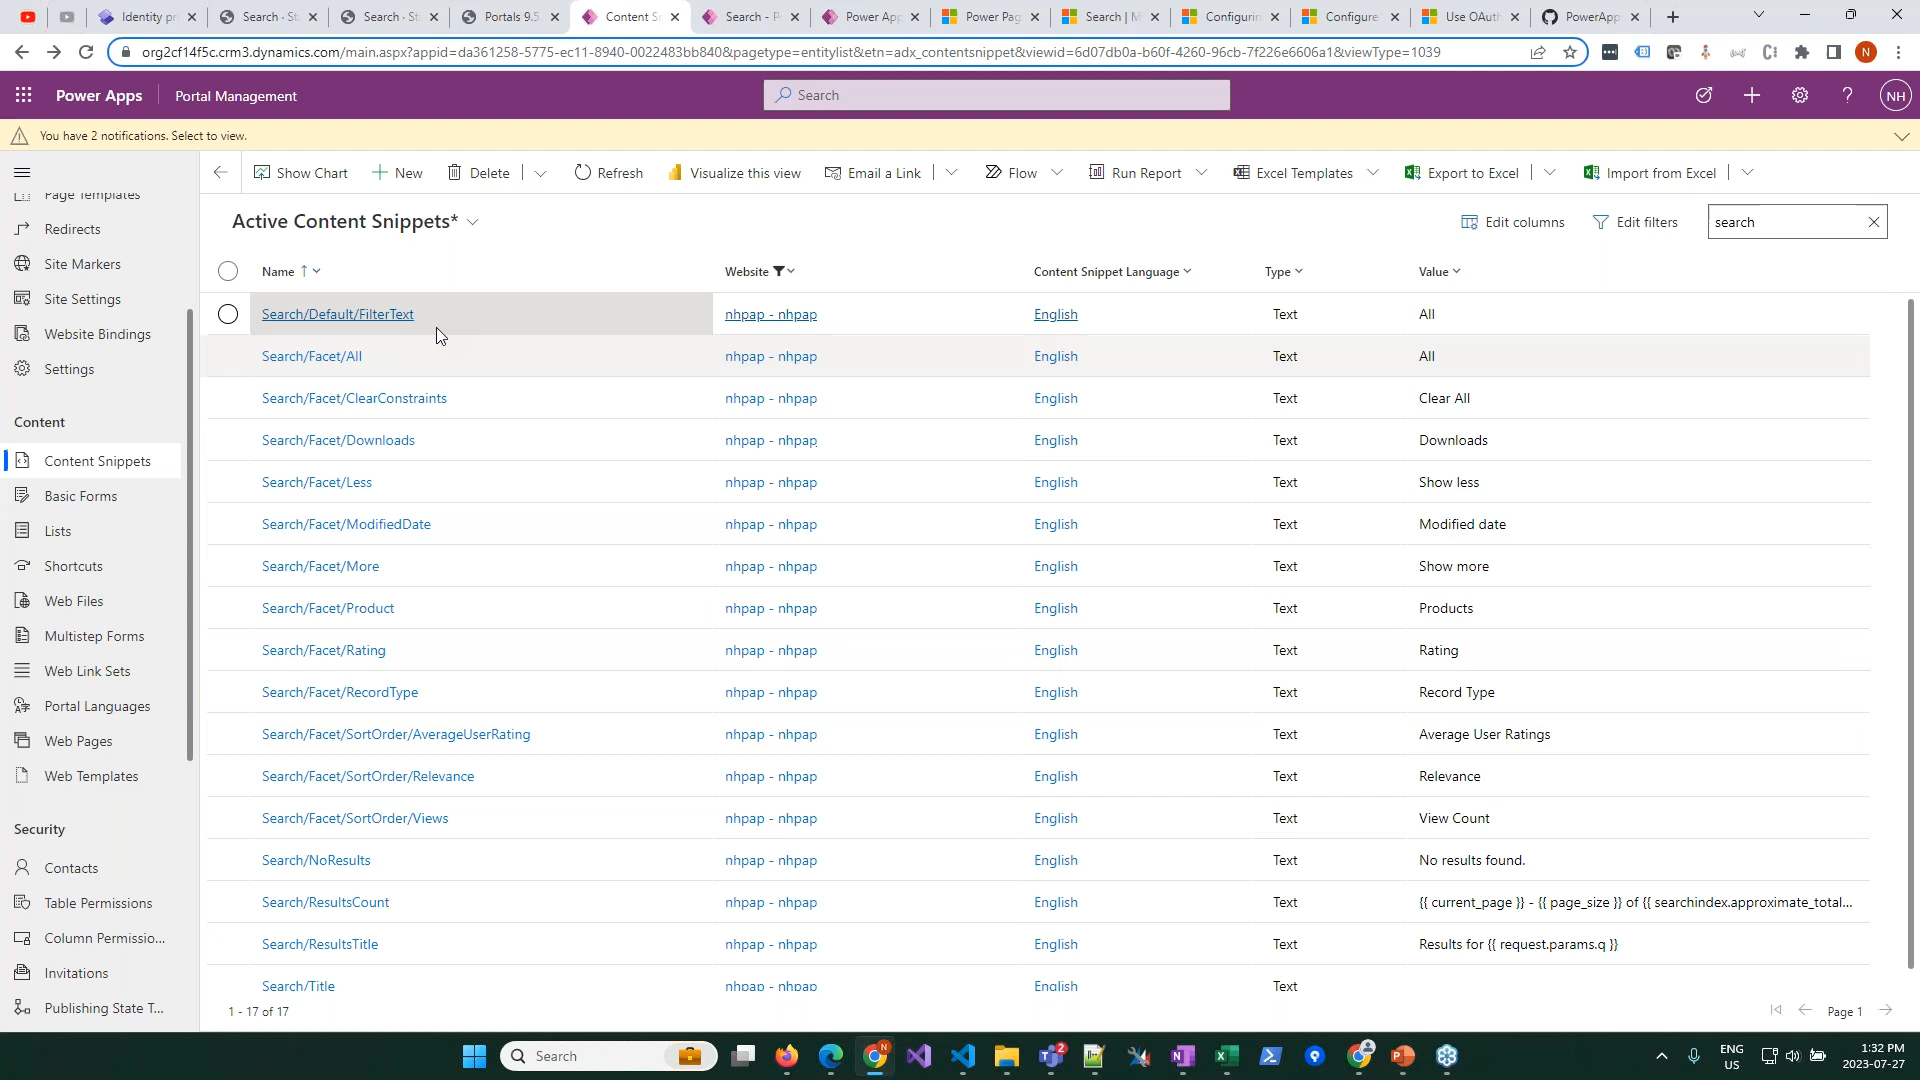 Identity pr
Search · St
Search · St
Portals 9.5
Content Sn
Search - P
Power App
Power Pag
Search | M
Configurin
Configure
Use OAuth
PowerApp
org2cf14f5c.crm3.dynamics.com/main.aspx?appid=da361258-5775-ec11-8940-0022483bb840&pagetype=entitylist&etn=adx_contentsnippet&viewid=6d07db0a-b60f-4260-96cb-7f226e6606a1&viewType=1039
N
Power Apps
Portal Management
Search
NH
You have 2 notifications. Select to view.
Show Chart
New
Delete
Refresh
Visualize this view
Email a Link
Flow
Run Report
Excel Templates
Export to Excel
Import from Excel
Page Templates
Redirects
Site Markers
Site Settings
Website Bindings
Settings
Content
Content Snippets
Basic Forms
Lists
Shortcuts
Web Files
Multistep Forms
Web Link Sets
Portal Languages
Web Pages
Web Templates
Security
Contacts
Table Permissions
Column Permissio...
Invitations
Publishing State T...
Active Content Snippets*
Edit columns
Edit filters
search
Name Website Content Snippet Language Type Value
Search/Default/FilterText nhpap - nhpap English Text All
Search/Facet/All nhpap - nhpap English Text All
Search/Facet/ClearConstraints nhpap - nhpap English Text Clear All
Search/Facet/Downloads nhpap - nhpap English Text Downloads
Search/Facet/Less nhpap - nhpap English Text Show less
Search/Facet/ModifiedDate nhpap - nhpap English Text Modified date
Search/Facet/More nhpap - nhpap English Text Show more
Search/Facet/Product nhpap - nhpap English Text Products
Search/Facet/Rating nhpap - nhpap English Text Rating
Search/Facet/RecordType nhpap - nhpap English Text Record Type
Search/Facet/SortOrder/AverageUserRating nhpap - nhpap English Text Average User Ratings
Search/Facet/SortOrder/Relevance nhpap - nhpap English Text Relevance
Search/Facet/SortOrder/Views nhpap - nhpap English Text View Count
Search/NoResults nhpap - nhpap English Text No results found.
Search/ResultsCount nhpap - nhpap English Text {{ current_page }} - {{ page_size }} of {{ searchindex.approximate_total...
Search/ResultsTitle nhpap - nhpap English Text Results for {{ request.params.q }}
Search/Title nhpap - nhpap English Text
1 - 17 of 17
Page 1
Search
N
2
ENG
US
1:32 PM
2023-07-27